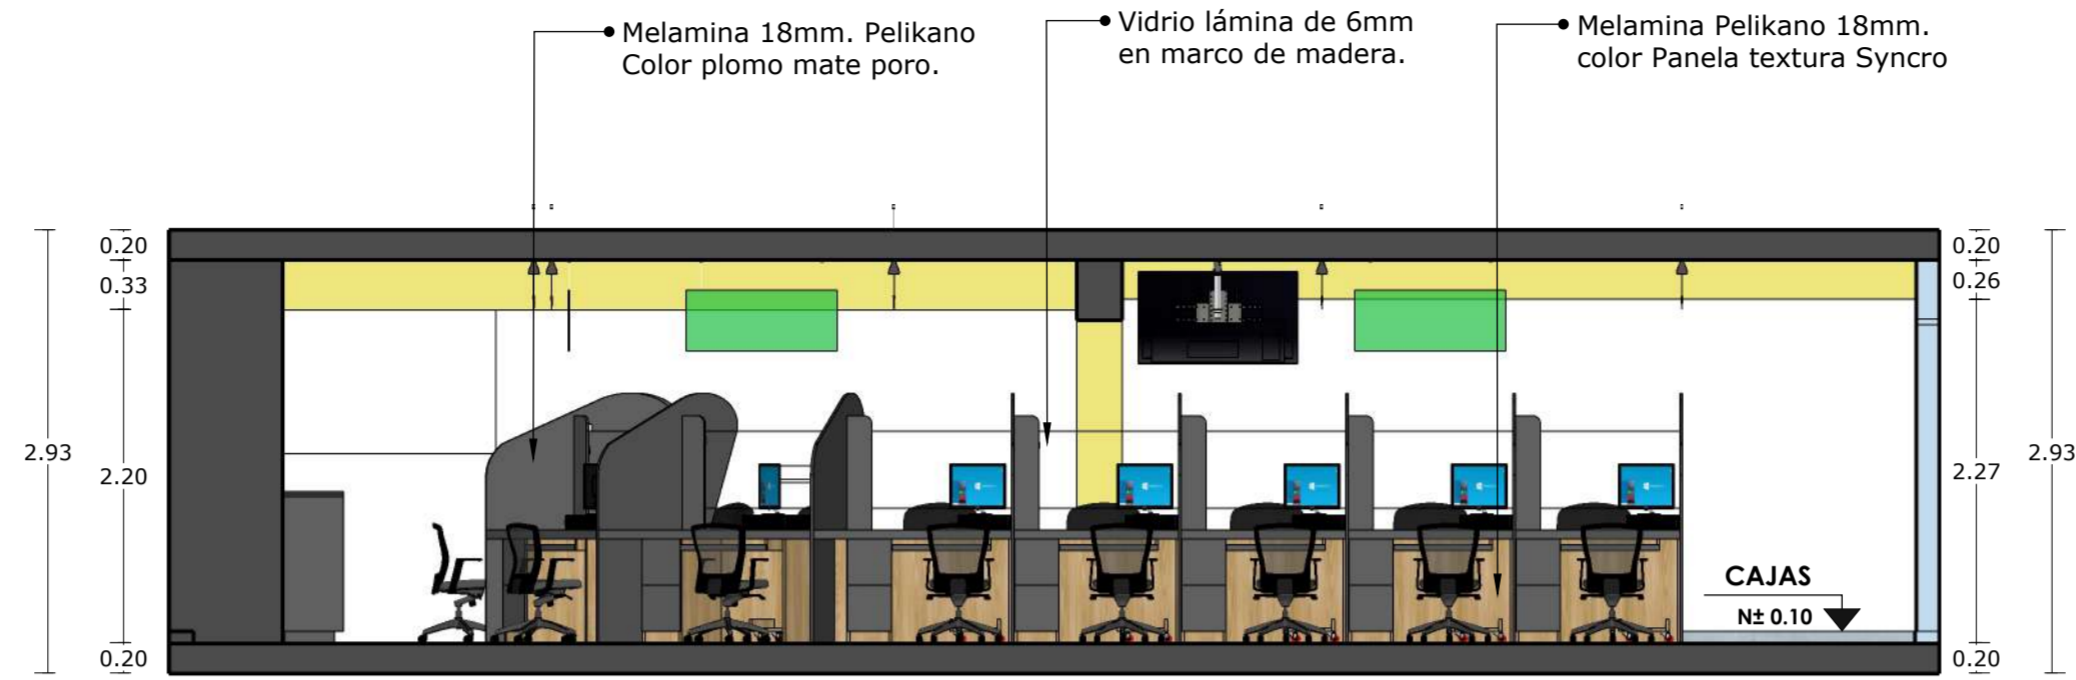 Melamina 18mm. Pelikano
Color plomo mate poro.
Vidrio lámina de 6mm
en marco de madera.
Melamina Pelikano 18mm.
color Panela textura Syncro
0.20
0.33
2.93
2.20
0.20
0.20
0.26
2.27
2.93
0.20
CAJAS
N± 0.10